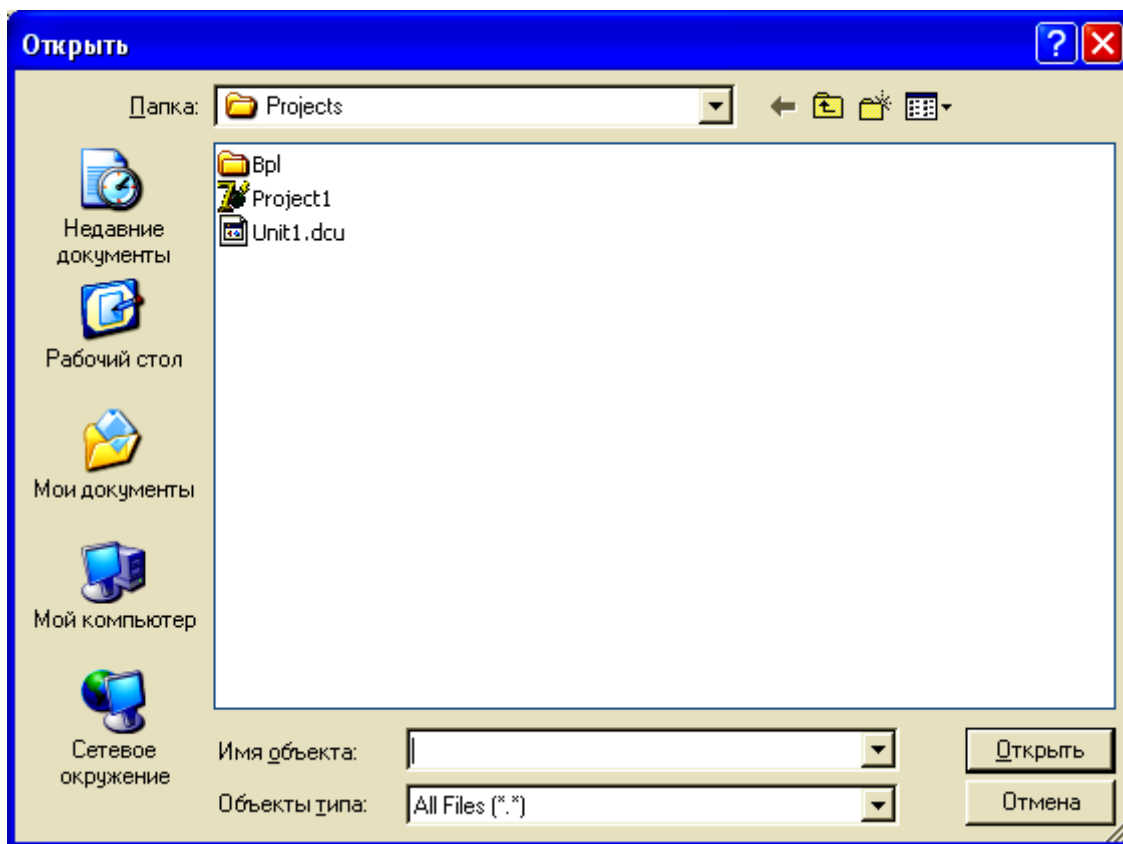 Открыть
Папка: Projects
Bpl
Project1
Unit1.dcu
Недавние
документы
Рабочий стол
Мои документы
Мой компьютер
Сетевое
окружение
Имя объекта:
Открыть
Объекты типа: All Files (*.*)
Отмена